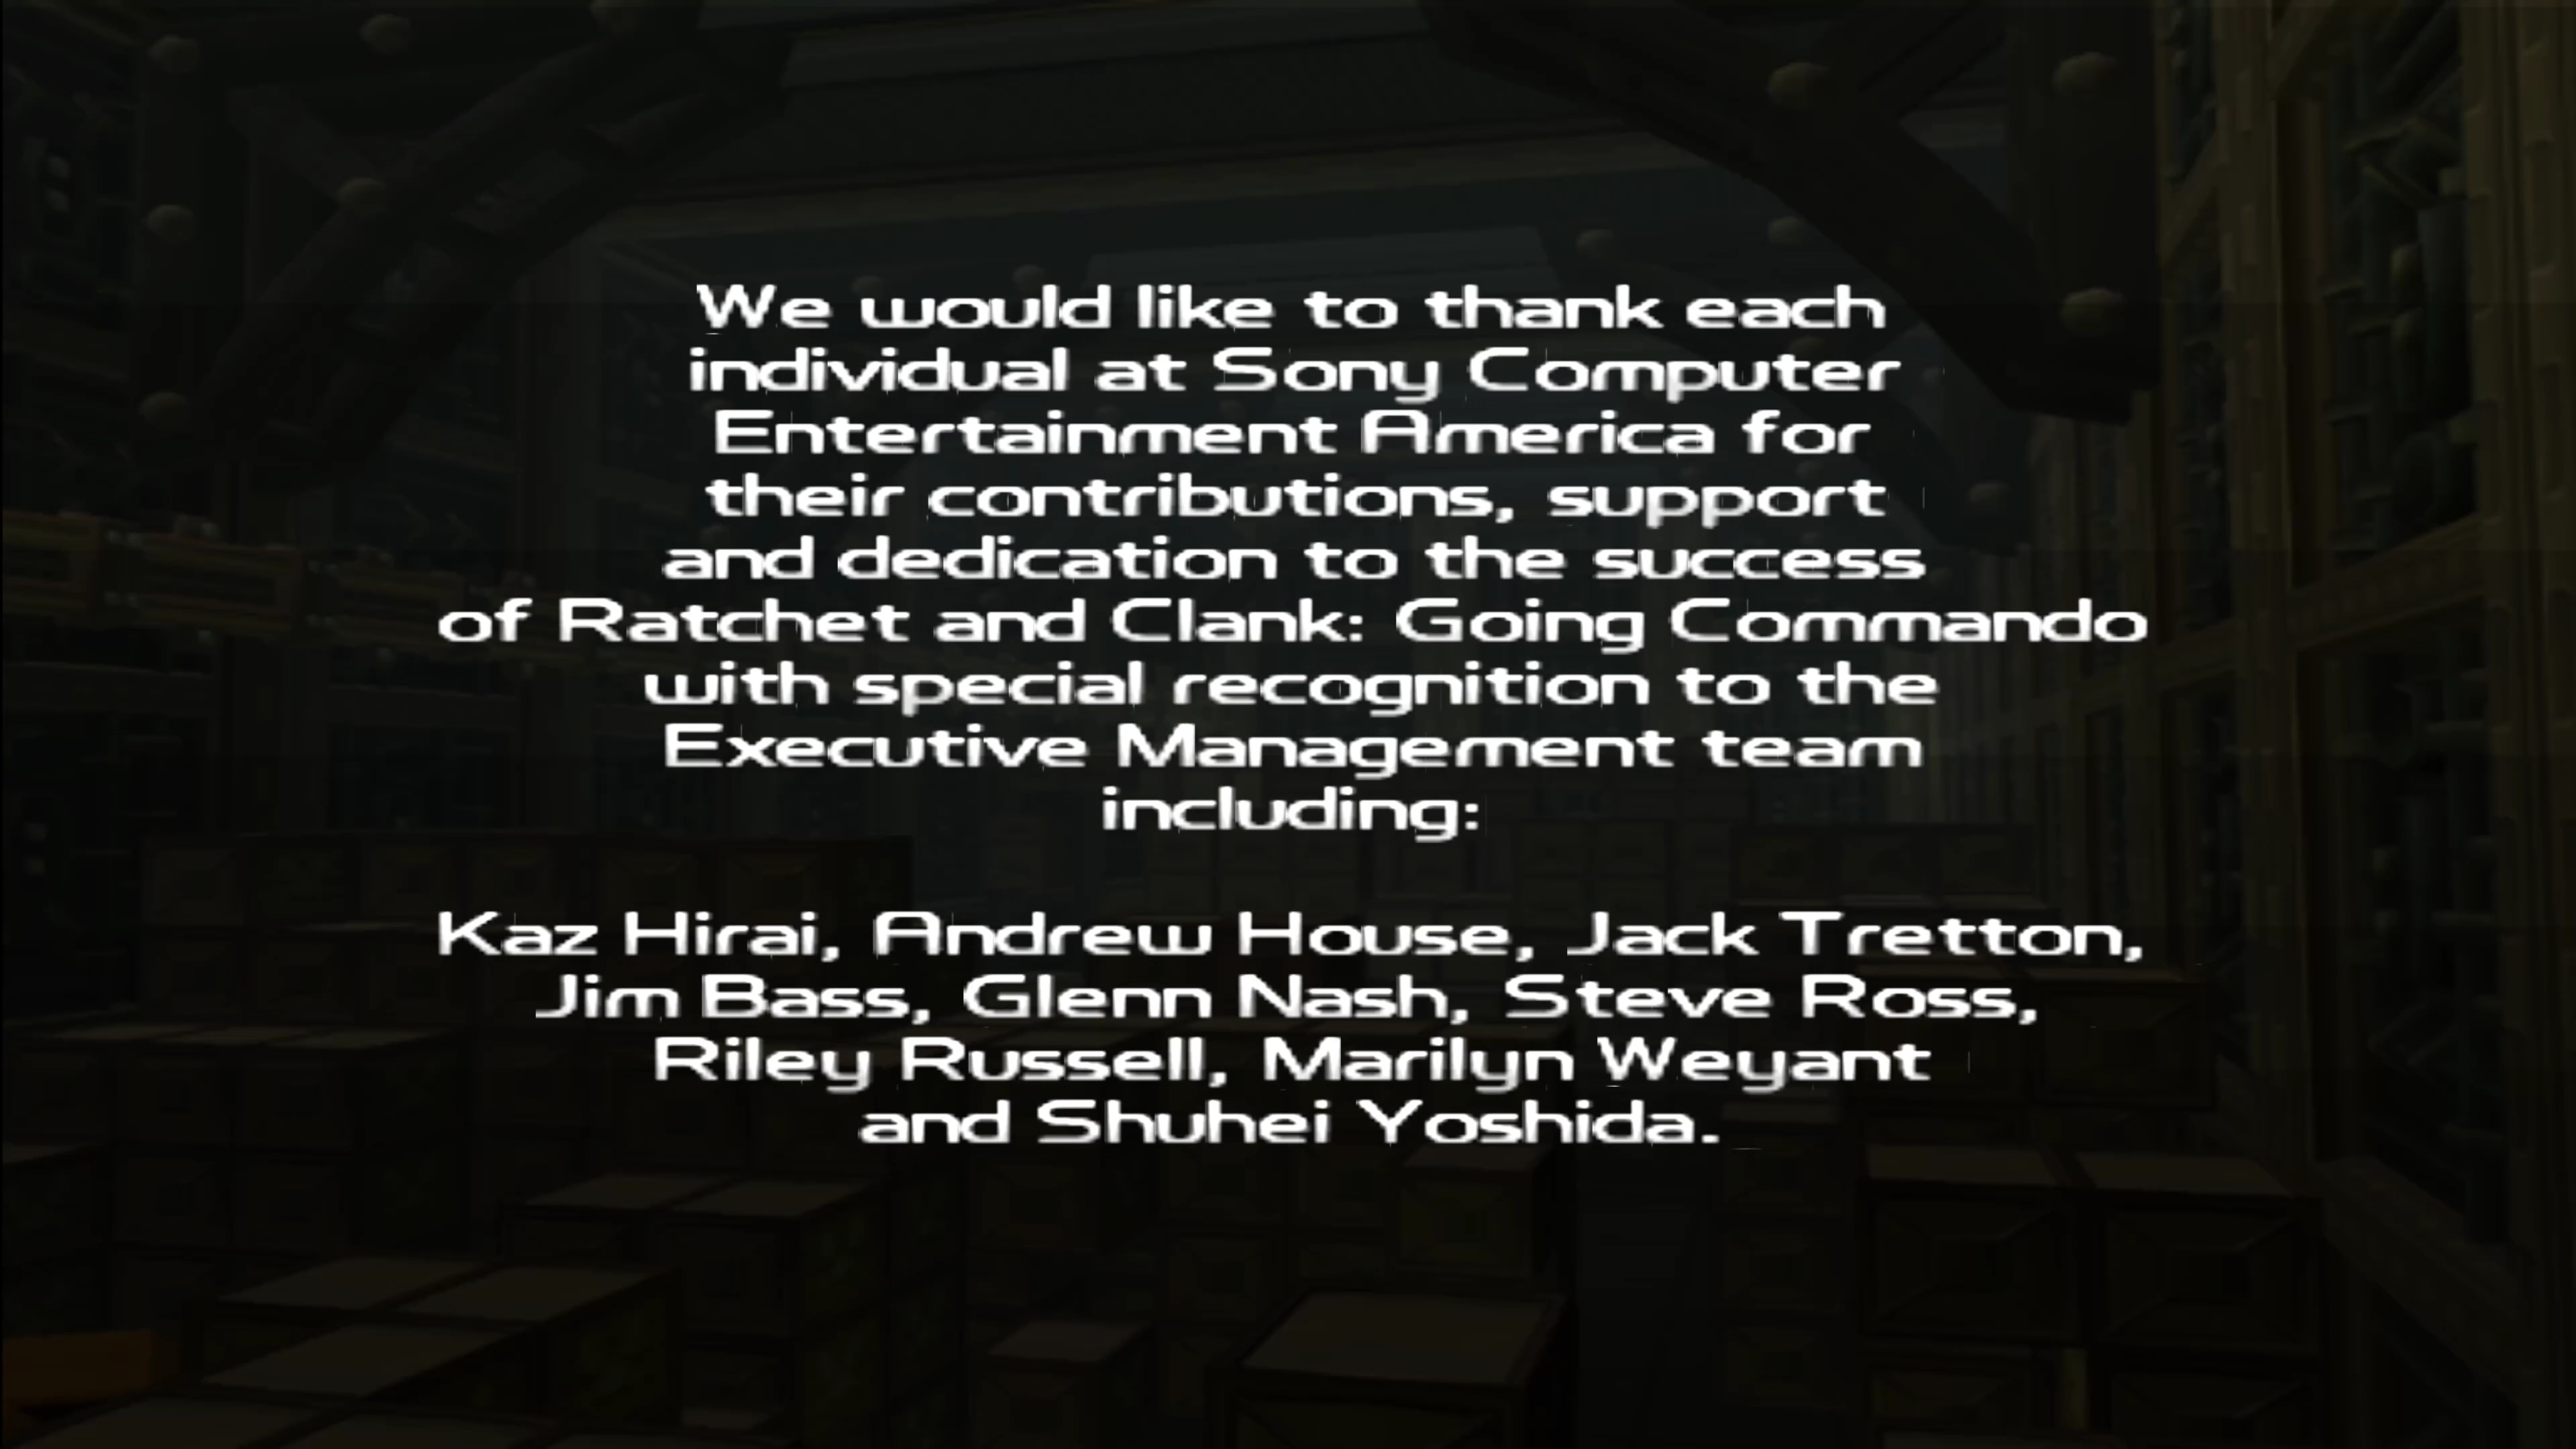 We would like to thank each
individual at Sony Computer
Entertainment America for
their contributions, support
and dedication to the success
of Ratchet and Clank: Going Commando
with special recognition to the
Executive Management team
including:
Kaz Hirai, Andrew House, Jack Tretton,
Jim Bass, Glenn Nash, Steve Ross,
Riley Russell, Marilyn Weyant
and Shuhei Yoshida.